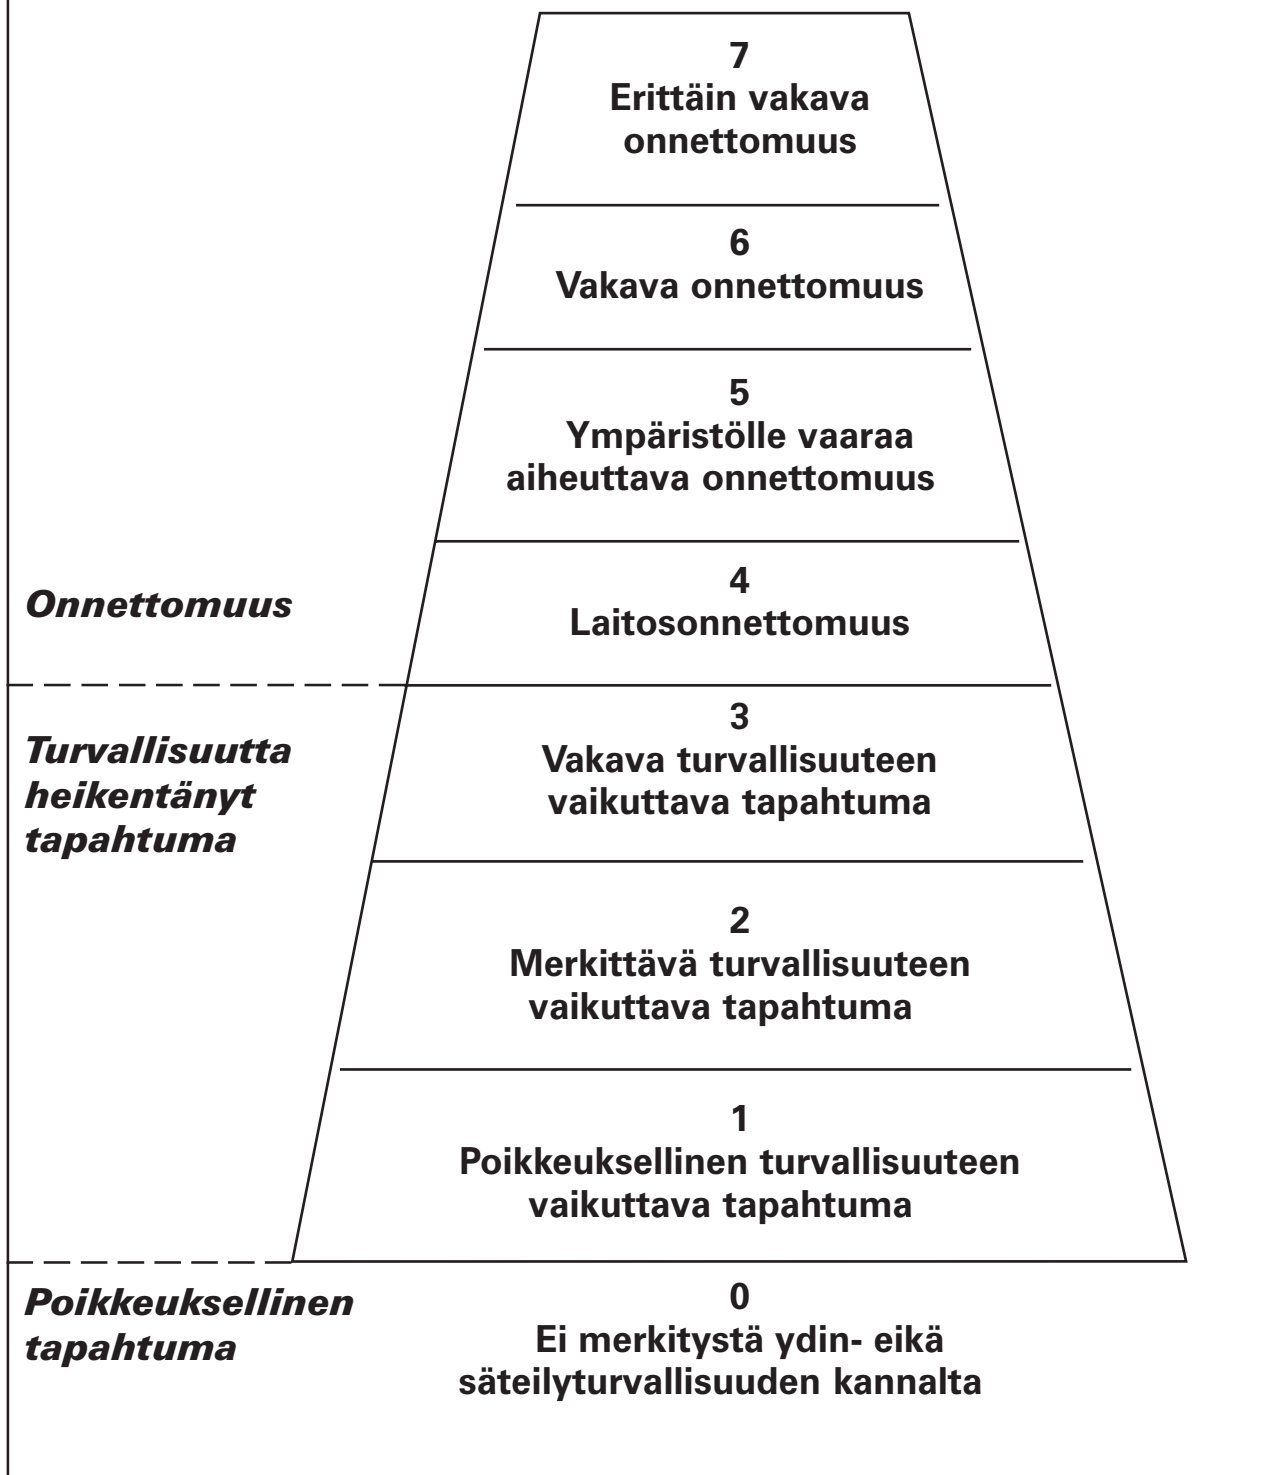 7
Erittäin vakava
onnettomuus
6
Vakava onnettomuus
5
Ympäristölle vaaraa
aiheuttava onnettomuus
Onnettomuus
4
Laitosonnettomuus
Turvallisuutta
heikentänyt
tapahtuma
3
Vakava turvallisuuteen
vaikuttava tapahtuma
2
Merkittävä turvallisuuteen
vaikuttava tapahtuma
1
Poikkeuksellinen turvallisuuteen
vaikuttava tapahtuma
Poikkeuksellinen
tapahtuma
0
Ei merkitystä ydin- eikä
säteilyturvallisuuden kannalta